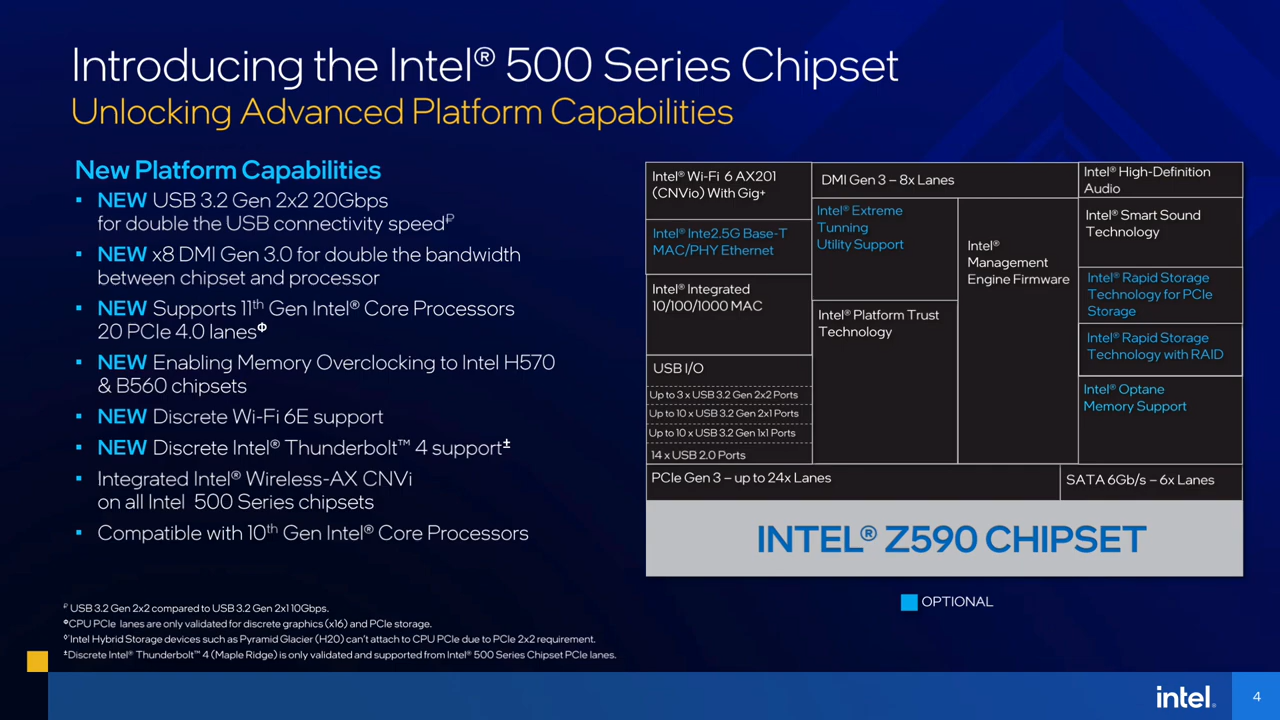 Introducing the Intel® 500 Series Chipset
Unlocking Advanced Platform Capabilities
New Platform Capabilities
▪ NEW USB 3.2 Gen 2x2 20Gbps
for double the USB connectivity speed₽
▪ NEW x8 DMI Gen 3.0 for double the bandwidth
between chipset and processor
▪ NEW Supports 11th Gen Intel® Core Processors
20 PCIe 4.0 lanesΦ
▪ NEW Enabling Memory Overclocking to Intel H570
& B560 chipsets
▪ NEW Discrete Wi-Fi 6E support
▪ NEW Discrete Intel® Thunderbolt™ 4 support±
▪ Integrated Intel® Wireless-AX CNVi
on all Intel 500 Series chipsets
▪ Compatible with 10th Gen Intel® Core Processors
Intel® Wi-Fi 6 AX201
(CNVio) With Gig+
Intel® Inte2.5G Base-T
MAC/PHY Ethernet
Intel® Integrated
10/100/1000 MAC
USB I/O
Up to 3 x USB 3.2 Gen 2x2 Ports
Up to 10 x USB 3.2 Gen 2x1 Ports
Up to 10 x USB 3.2 Gen 1x1 Ports
14 x USB 2.0 Ports
DMI Gen 3 – 8x Lanes
Intel® Extreme
Tunning
Utility Support
Intel® Platform Trust
Technology
Intel®
Management
Engine Firmware
Intel® High-Definition
Audio
Intel® Smart Sound
Technology
Intel® Rapid Storage
Technology for PCIe
Storage
Intel® Rapid Storage
Technology with RAID
Intel® Optane
Memory Support
PCIe Gen 3 – up to 24x Lanes
SATA 6Gb/s – 6x Lanes
INTEL® Z590 CHIPSET
OPTIONAL
₽ USB 3.2 Gen 2x2 compared to USB 3.2 Gen 2x1 10Gbps.
ΦCPU PCIe lanes are only validated for discrete graphics (x16) and PCIe storage.
◊Intel Hybrid Storage devices such as Pyramid Glacier (H20) can't attach to CPU PCIe due to PCIe 2x2 requirement.
±Discrete Intel® Thunderbolt™ 4 (Maple Ridge) is only validated and supported from Intel® 500 Series Chipset PCIe lanes.
intel.
4